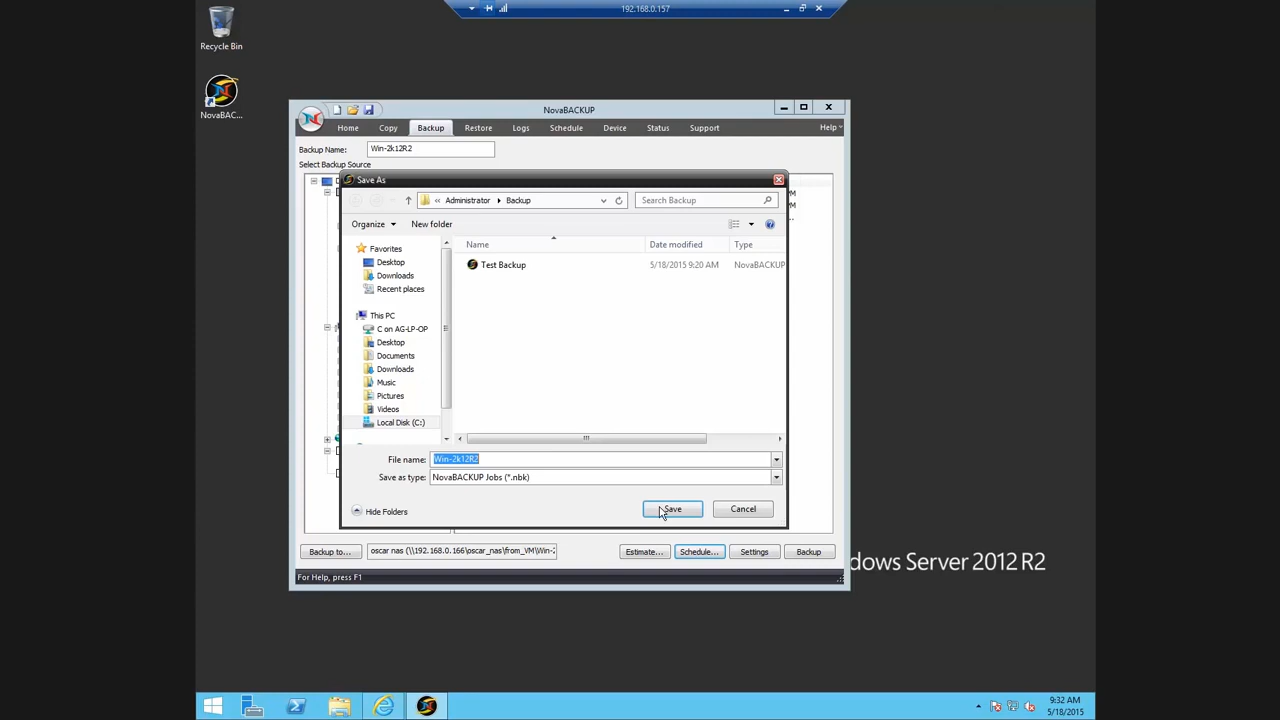 192.168.0.157
Recycle Bin
NovaBAC...
NovaBACKUP
Home Copy Backup Restore Logs Schedule Device Status Support Help
Backup Name: Win-2k12R2
Select Backup Source
Save As
« Administrator Backup Search Backup
Organize New folder
Name Date modified Type
Test Backup 5/18/2015 9:20 AM NovaBACKUP
Favorites
Desktop
Downloads
Recent places
This PC
C on AG-LP-OP
Desktop
Documents
Downloads
Music
Pictures
Videos
Local Disk (C:)
File name: Win-2k12R2
Save as type: NovaBACKUP Jobs (*.nbk)
Hide Folders Save Cancel
Backup to... oscar nas (\\192.168.0.166\oscar_nas\from_VM\Win-2 Estimate... Schedule... Settings Backup
dows Server 2012 R2
For Help, press F1
9:32 AM
5/18/2015